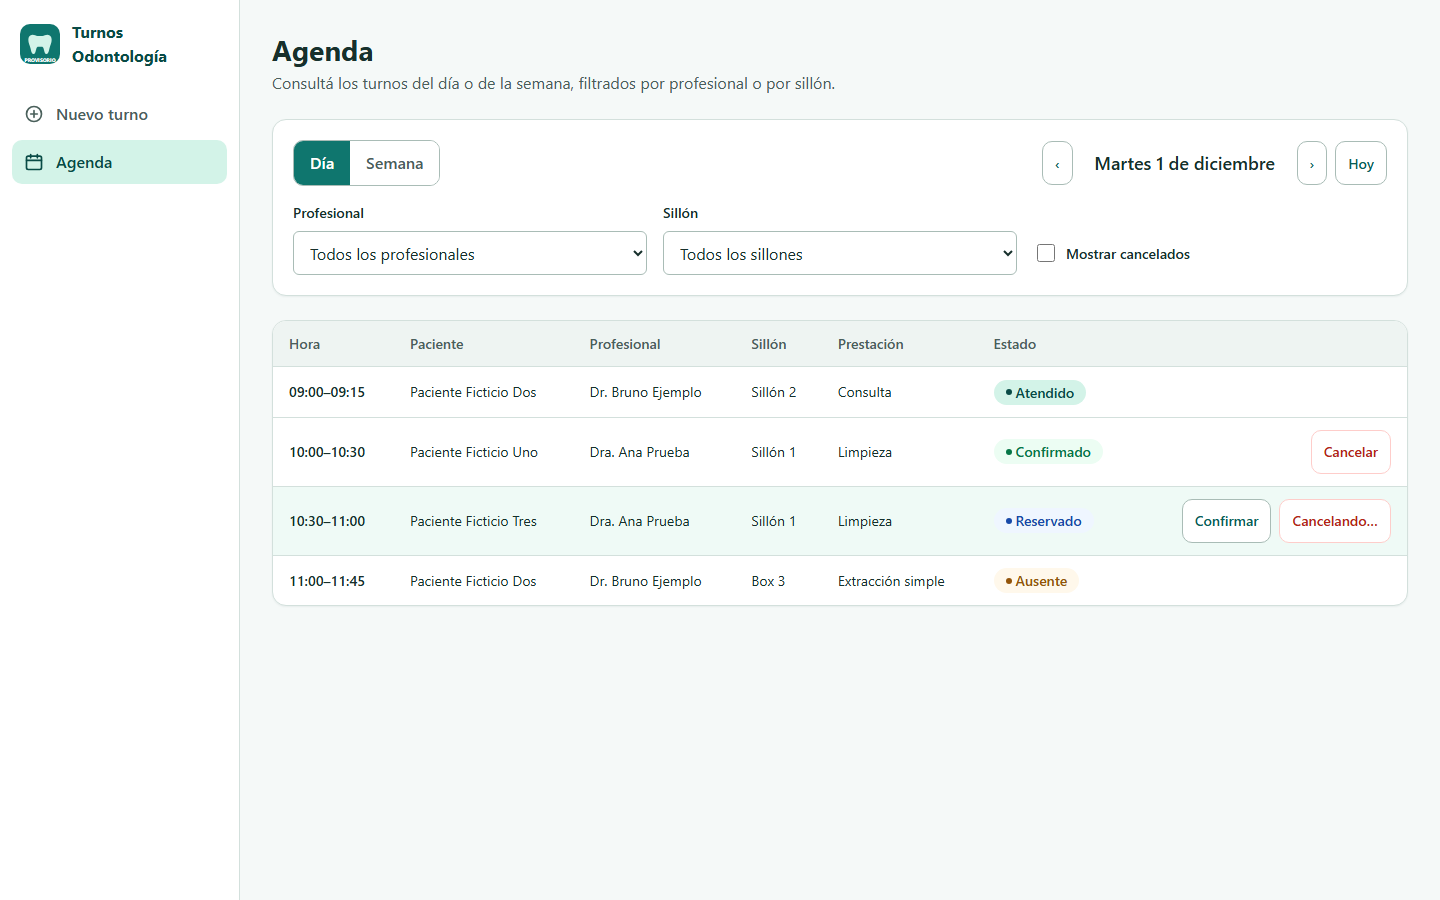 Turnos
Odontología
PROVISORIO
Nuevo turno
Agenda
Agenda
Consultá los turnos del día o de la semana, filtrados por profesional o por sillón.
Día Semana
‹ Martes 1 de diciembre › Hoy
Profesional Sillón
Todos los profesionales Todos los sillones Mostrar cancelados
Hora Paciente Profesional Sillón Prestación Estado
09:00–09:15 Paciente Ficticio Dos Dr. Bruno Ejemplo Sillón 2 Consulta Atendido
10:00–10:30 Paciente Ficticio Uno Dra. Ana Prueba Sillón 1 Limpieza Confirmado Cancelar
10:30–11:00 Paciente Ficticio Tres Dra. Ana Prueba Sillón 1 Limpieza Reservado Confirmar Cancelando...
11:00–11:45 Paciente Ficticio Dos Dr. Bruno Ejemplo Box 3 Extracción simple Ausente